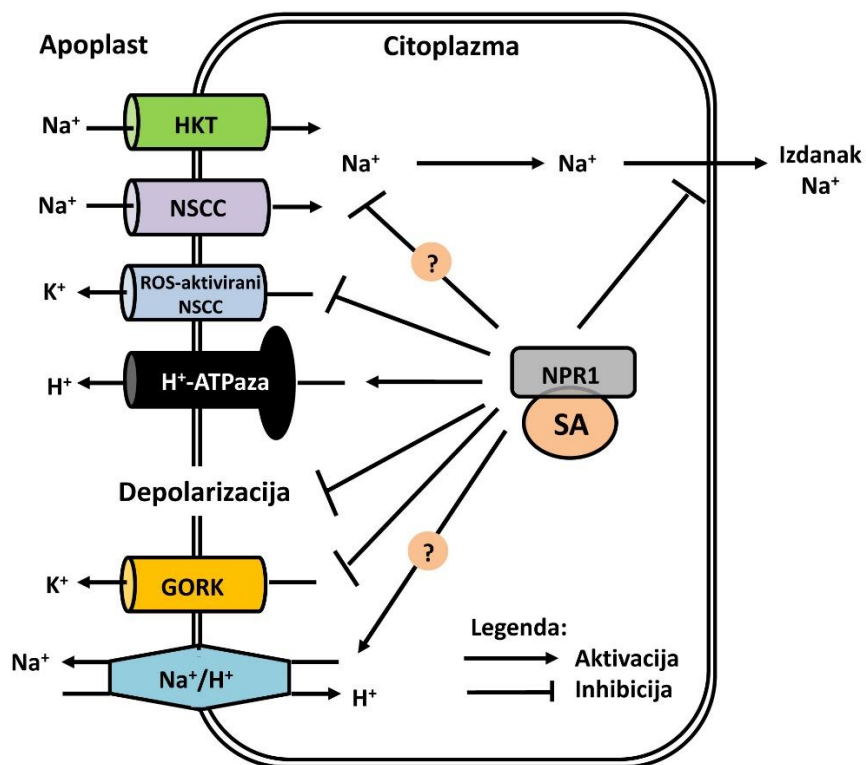 Apoplast
Citoplazma
Na⁺
HKT
Na⁺
Na⁺
Izdanak
Na⁺
Na⁺
NSCC
?
K⁺
ROS-aktivirani
NSCC
H⁺
H⁺-ATPaza
NPR1
SA
Depolarizacija
?
K⁺
GORK
Na⁺
Na⁺/H⁺
H⁺
Legenda:
Aktivacija
Inhibicija